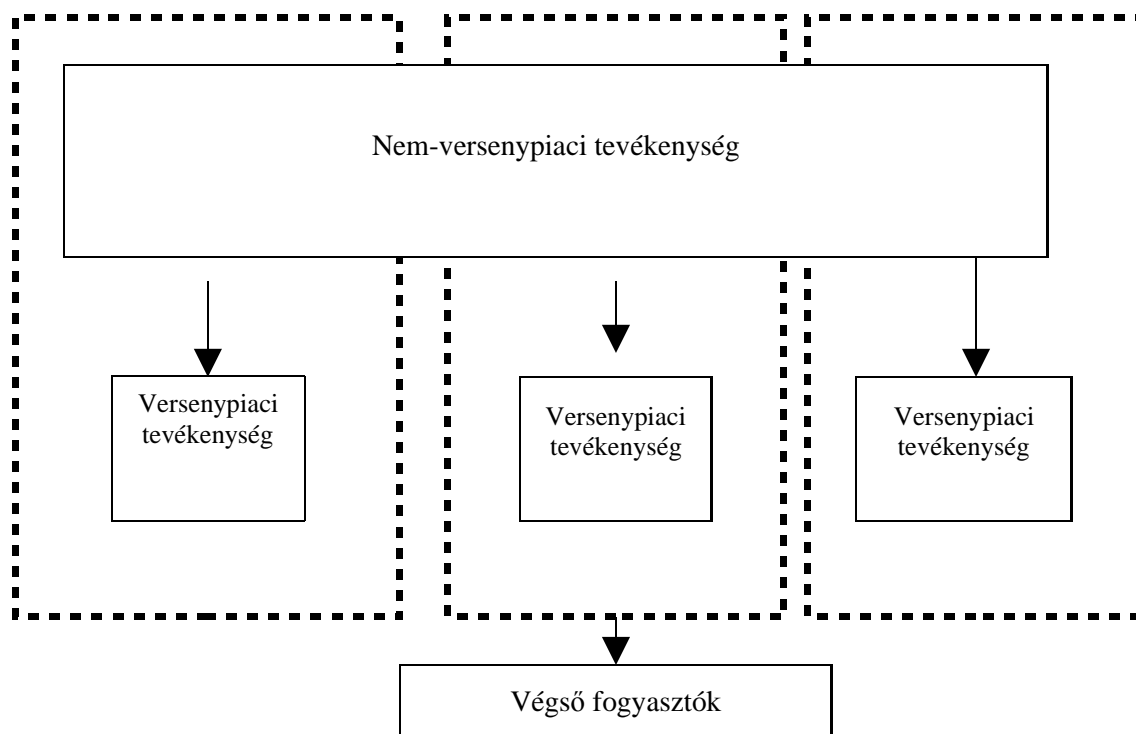 Nem-versenypiaci tevékenység
Versenypiaci
tevékenység
Versenypiaci
tevékenység
Versenypiaci
tevékenység
Végső fogyasztók